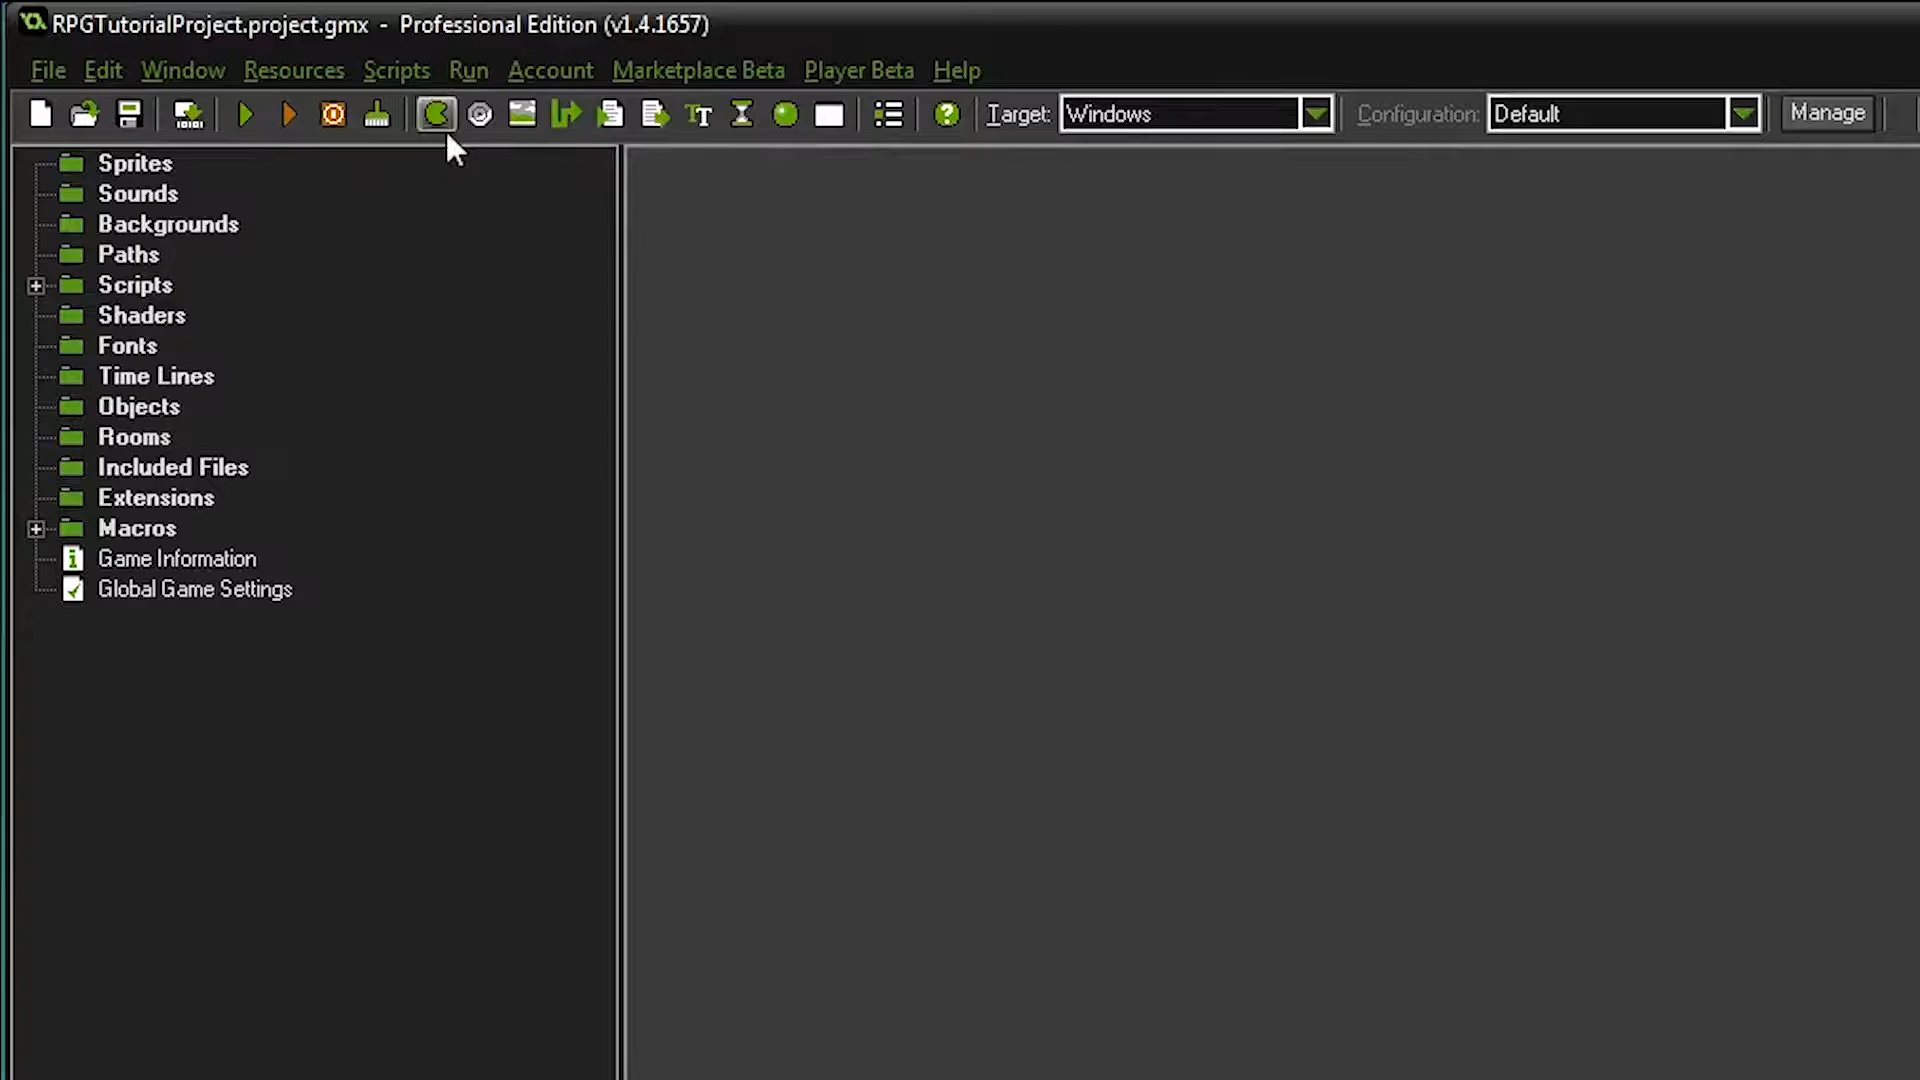 RPGTutorialProject.project.gmx - Professional Edition (v1.4.1657)
File Edit Window Resources Scripts Run Account Marketplace Beta Player Beta Help
Target: Windows Configuration: Default Manage
Sprites
Sounds
Backgrounds
Paths
Scripts
Shaders
Fonts
Time Lines
Objects
Rooms
Included Files
Extensions
Macros
Game Information
Global Game Settings